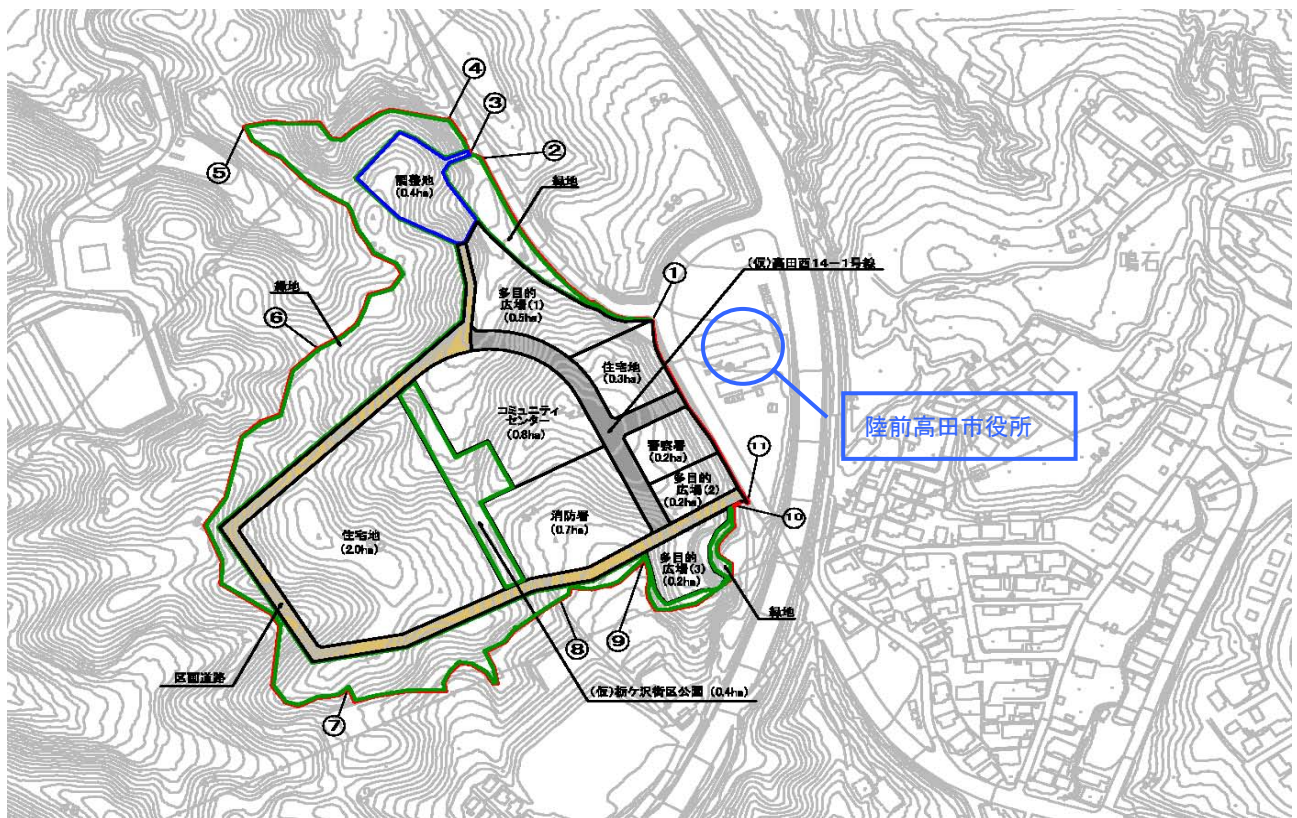 ④
③
②
⑤
調整池
(0.4ha)
緑地
鳴石
(仮)高田西14-1号線
①
緑地
多目的
広場(1)
(0.5ha)
⑥
住宅地
(0.3ha)
陸前高田市役所
コミュニティ
センター
(0.8ha)
警察署
(0.2ha)
⑪
多目的
広場(2)
(0.2ha)
⑩
消防署
(0.7ha)
住宅地
(2.0ha)
多目的
広場(3)
(0.2ha)
緑地
⑨
⑧
区画道路
(仮)栃ケ沢街区公園 (0.4ha)
⑦